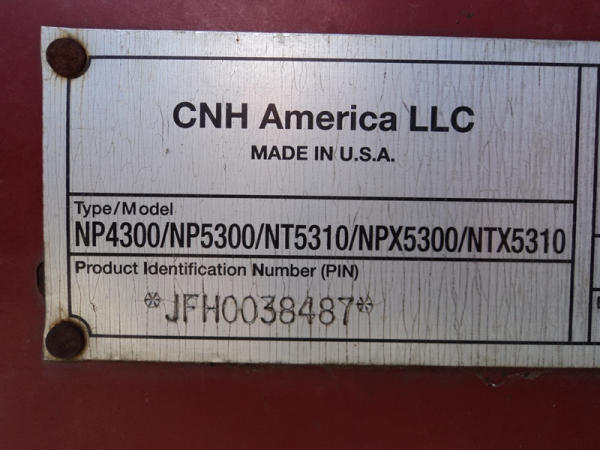 CNH America LLC
MADE IN U.S.A.
Type/Model
NP4300/NP5300/NT5310/NPX5300/NTX5310
Product Identification Number (PIN)
*JFH0038487*